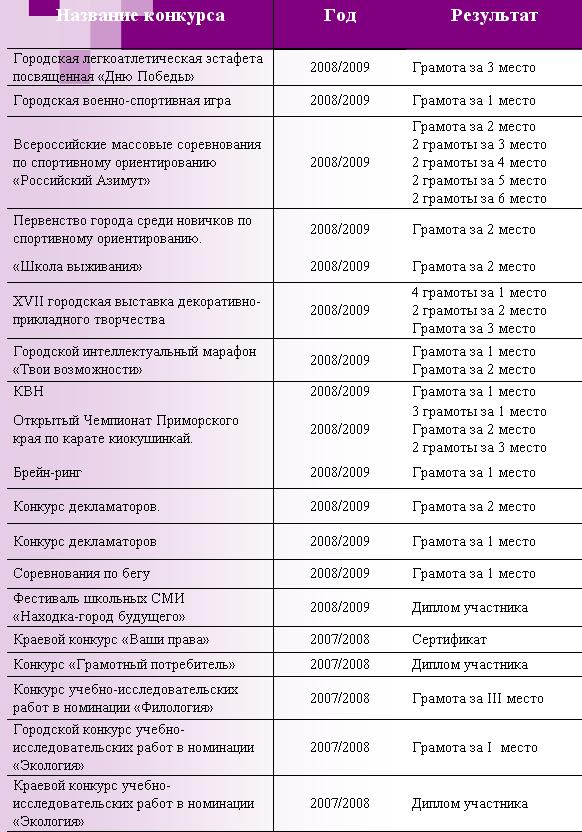 Название конкурса Год Результат
Городская легкоатлетическая эстафета
посвященная «Дню Победы» 2008/2009 Грамота за 3 место
Городская военно-спортивная игра 2008/2009 Грамота за 1 место
Всероссийские массовые соревнования
по спортивному ориентированию
«Российский Азимут» 2008/2009 Грамота за 2 место
2 грамоты за 3 место
2 грамоты за 4 место
2 грамоты за 5 место
2 грамоты за 6 место
Первенство города среди новичков по
спортивному ориентированию. 2008/2009 Грамота за 2 место
«Школа выживания» 2008/2009 Грамота за 2 место
XVII городская выставка декоративно-
прикладного творчества 2008/2009 4 грамоты за 1 место
2 грамоты за 2 место
Грамота за 3 место
Городской интеллектуальный марафон
«Твои возможности» 2008/2009 Грамота за 1 место
Грамота за 2 место
КВН 2008/2009 Грамота за 1 место
Открытый Чемпионат Приморского
края по карате киокушинкай. 2008/2009 3 грамоты за 1 место
Грамота за 2 место
2 грамоты за 3 место
Брейн-ринг 2008/2009 Грамота за 1 место
Конкурс декламаторов. 2008/2009 Грамота за 2 место
Конкурс декламаторов 2008/2009 Грамота за 1 место
Соревнования по бегу 2008/2009 Грамота за 1 место
Фестиваль школьных СМИ
«Находка-город будущего» 2008/2009 Диплом участника
Краевой конкурс «Ваши права» 2007/2008 Сертификат
Конкурс «Грамотный потребитель» 2007/2008 Диплом участника
Конкурс учебно-исследовательских
работ в номинации «Филология» 2007/2008 Грамота за III место
Городской конкурс учебно-
исследовательских работ в номинации
«Экология» 2007/2008 Грамота за I место
Краевой конкурс учебно-
исследовательских работ в номинации
«Экология» 2007/2008 Диплом участника